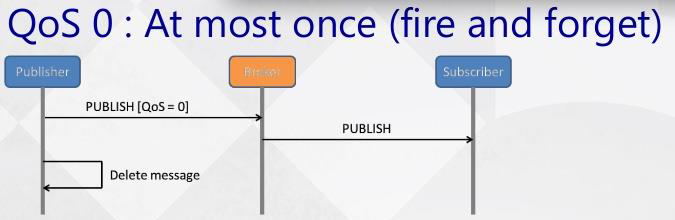 QoS 0 : At most once (fire and forget)
Publisher
Broker
Subscriber
PUBLISH [QoS = 0]
PUBLISH
Delete message